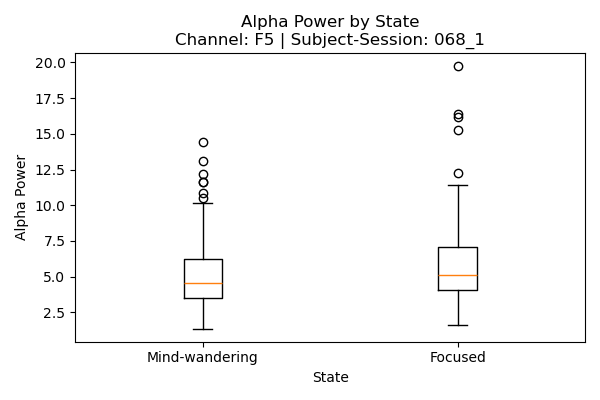 Alpha Power by State
Channel: F5 | Subject-Session: 068_1
20.0
17.5
15.0
12.5
10.0
7.5
5.0
2.5
Alpha Power
Mind-wandering
Focused
State